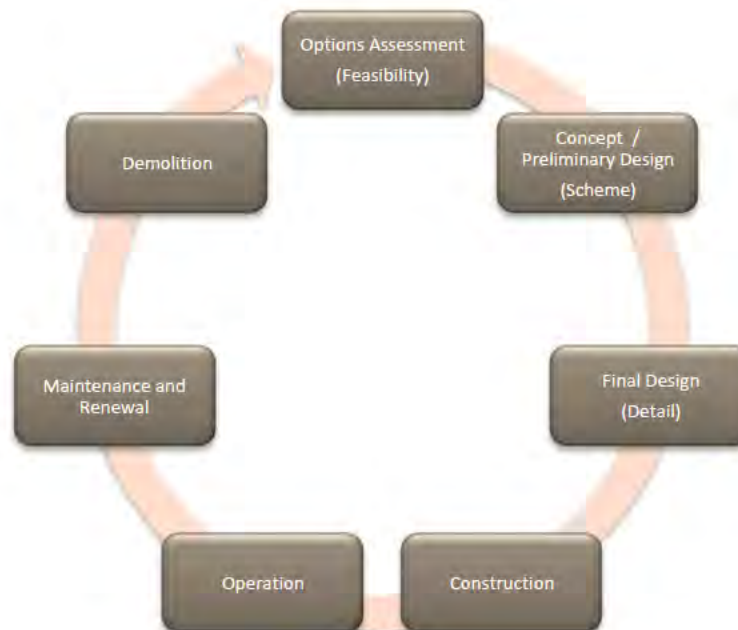 Options Assessment
(Feasibility)
Concept /
Preliminary Design
(Scheme)
Final Design
(Detail)
Construction
Operation
Maintenance and
Renewal
Demolition